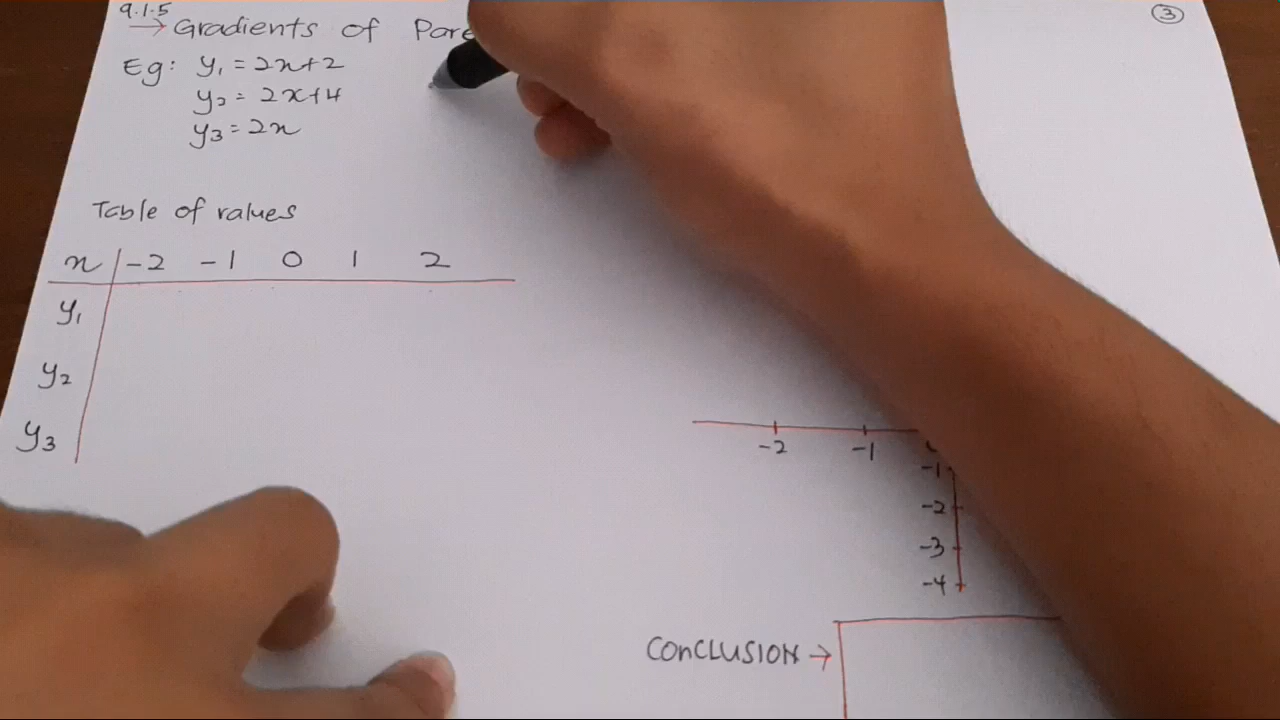 9.1.5
③
→ Gradients of
Eg: y₁ = 2x+2
y₂ = 2x+4
y₃ = 2x
Table of values
x -2 -1 0 1 2
y₁
y₂
y₃
-2 -1
-1
-2
-3
-4
CONCLUSION →